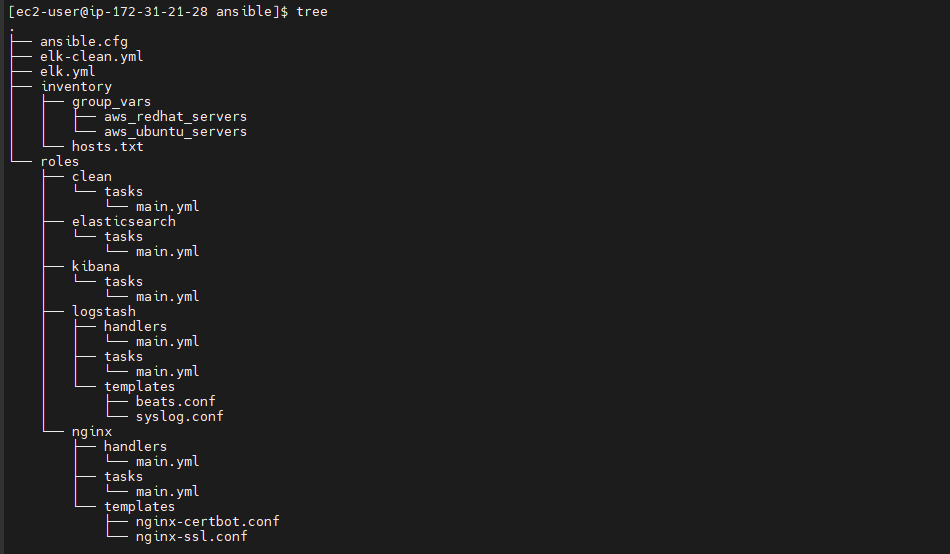 [ec2-user@ip-172-31-21-28 ansible]$ tree
.
├── ansible.cfg
├── elk-clean.yml
├── elk.yml
├── inventory
│   ├── group_vars
│   │   ├── aws_redhat_servers
│   │   └── aws_ubuntu_servers
│   └── hosts.txt
└── roles
    ├── clean
    │   └── tasks
    │       └── main.yml
    ├── elasticsearch
    │   └── tasks
    │       └── main.yml
    ├── kibana
    │   └── tasks
    │       └── main.yml
    ├── logstash
    │   ├── handlers
    │   │   └── main.yml
    │   ├── tasks
    │   │   └── main.yml
    │   └── templates
    │       ├── beats.conf
    │       └── syslog.conf
    └── nginx
        ├── handlers
        │   └── main.yml
        ├── tasks
        │   └── main.yml
        └── templates
            ├── nginx-certbot.conf
            └── nginx-ssl.conf